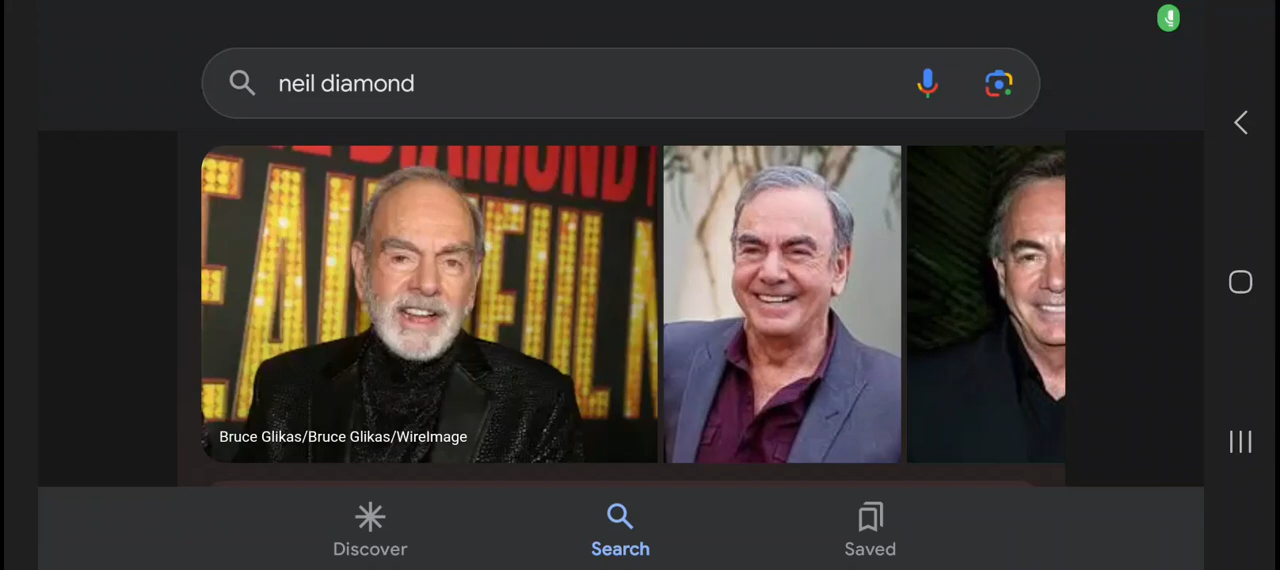 neil diamond
Bruce Glikas/Bruce Glikas/WireImage
Discover
Search
Saved